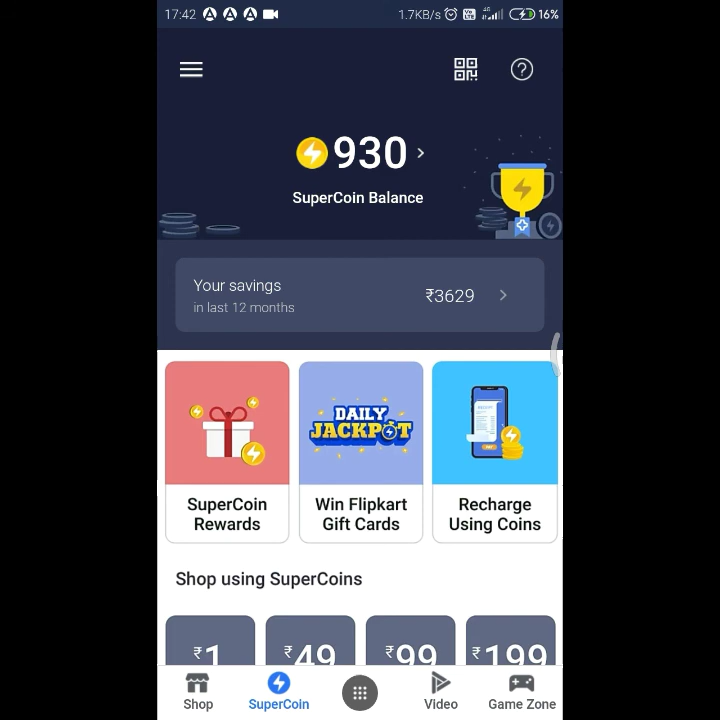 17:42 1.7KB/s 4G 16%
930
SuperCoin Balance
Your savings
in last 12 months
₹3629
DAILY
JACKPOT
SuperCoin
Rewards
Win Flipkart
Gift Cards
Recharge
Using Coins
Shop using SuperCoins
₹1 ₹49 ₹99 ₹199
Shop SuperCoin Video Game Zone